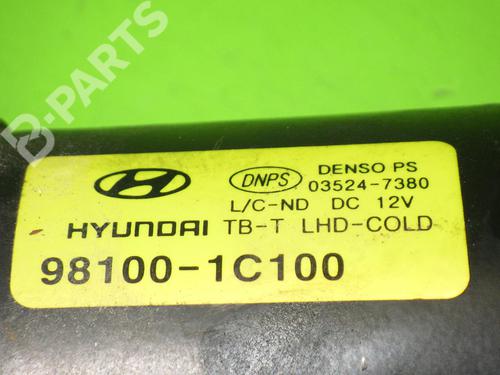 B-PARTS
DNPS
DENSO PS
03524-7380
L/C-ND DC 12V
HYUNDAI TB-T LHD-COLD
98100-1C100